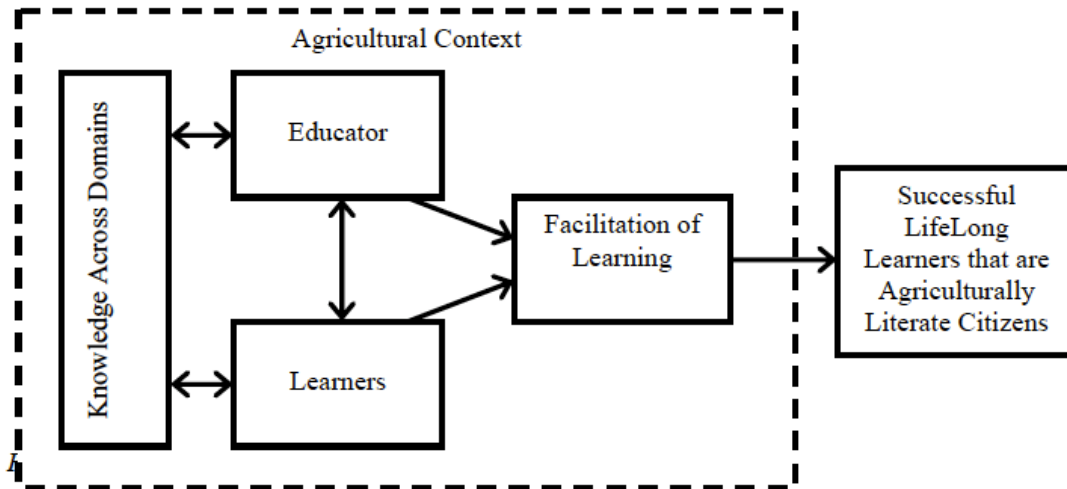 Agricultural Context
Knowledge Across Domains
Educator
Learners
Facilitation of
Learning
Successful
LifeLong
Learners that are
Agriculturally
Literate Citizens